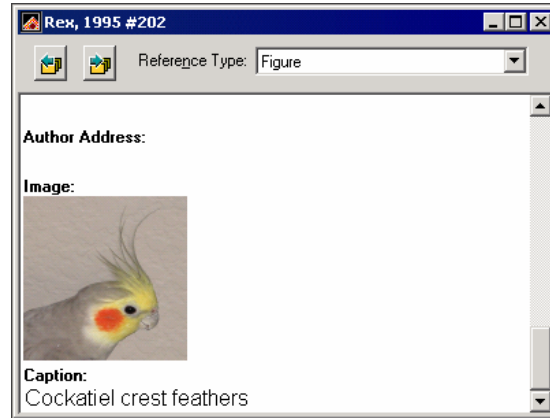 Rex, 1995 #202
Reference Type: Figure
Author Address:
Image:
Caption:
Cockatiel crest feathers